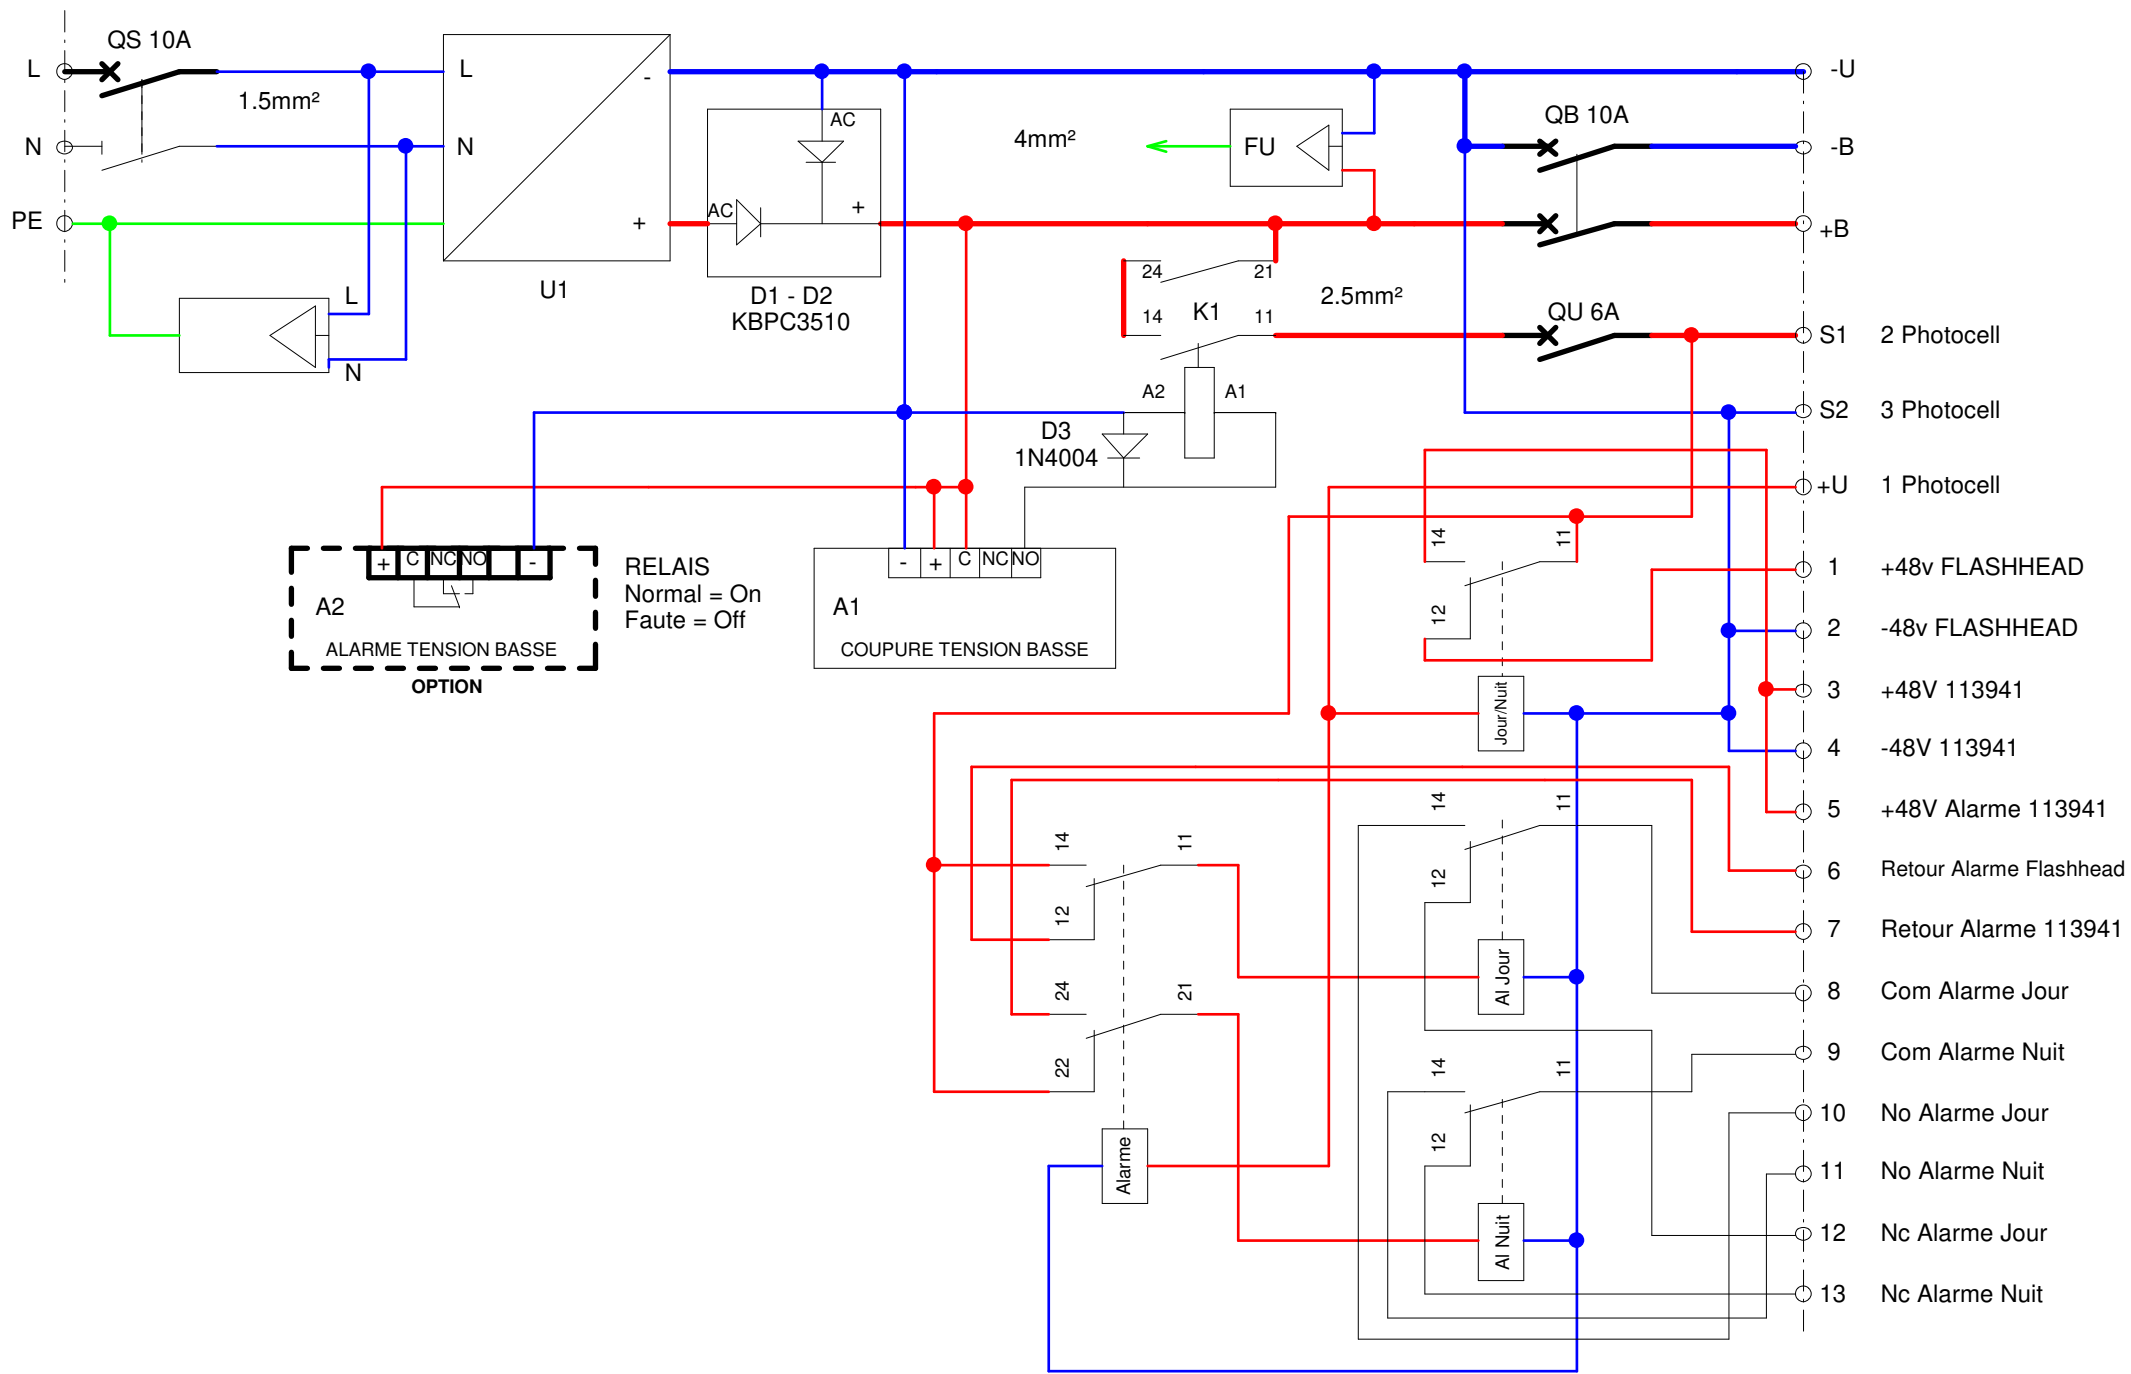 QS 10A
L
1.5mm²
N
PE
L
N
L
N
-
+
U1
AC
AC
+
D1 - D2
KBPC3510
4mm²
FU
QB 10A
-U
-B
+B
24
21
14
K1
11
2.5mm²
QU 6A
A2
A1
D3
1N4004
S1 2 Photocell
S2 3 Photocell
+U 1 Photocell
+ C NC NO -
A2
ALARME TENSION BASSE
OPTION
RELAIS
Normal = On
Faute = Off
- + C NC NO
A1
COUPURE TENSION BASSE
14
11
12
Jour/Nuit
1 +48v FLASHHEAD
2 -48v FLASHHEAD
3 +48V 113941
4 -48V 113941
5 +48V Alarme 113941
6 Retour Alarme Flashhead
7 Retour Alarme 113941
8 Com Alarme Jour
9 Com Alarme Nuit
10 No Alarme Jour
11 No Alarme Nuit
12 Nc Alarme Jour
13 Nc Alarme Nuit
14
11
12
24
21
22
Alarme
14
11
12
Al Jour
14
11
12
Al Nuit